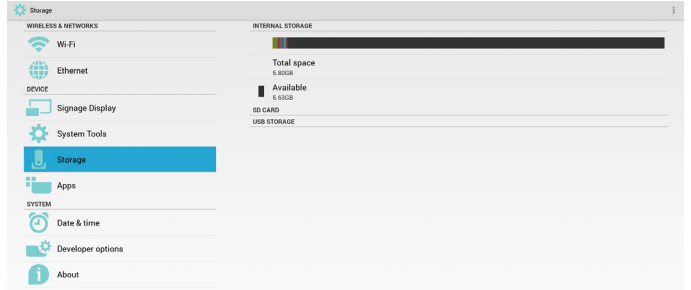 Storage
WIRELESS & NETWORKS
Wi-Fi
Ethernet
DEVICE
Signage Display
System Tools
Storage
Apps
SYSTEM
Date & time
Developer options
About
INTERNAL STORAGE
Total space
5.80GB
Available
5.63GB
SD CARD
USB STORAGE